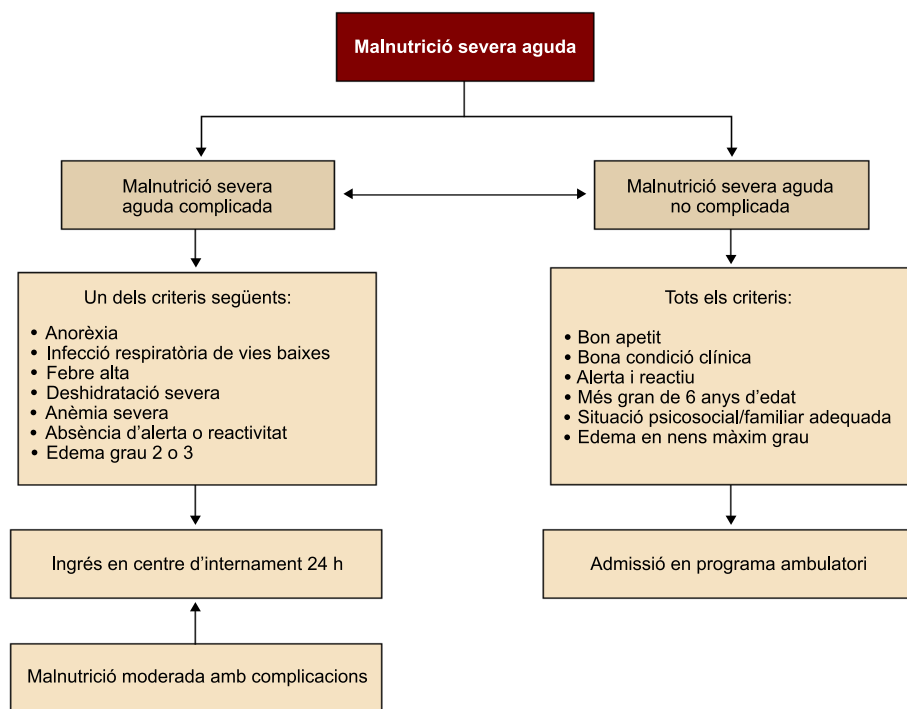 Malnutrició severa aguda
Malnutrició severa
aguda complicada
Malnutrició severa aguda
no complicada
Un dels criteris següents:
• Anorèxia
• Infecció respiratòria de vies baixes
• Febre alta
• Deshidratació severa
• Anèmia severa
• Absència d’alerta o reactivitat
• Edema grau 2 o 3
Tots els criteris:
• Bon apetit
• Bona condició clínica
• Alerta i reactiu
• Més gran de 6 anys d’edat
• Situació psicosocial/familiar adequada
• Edema en nens màxim grau
Ingrés en centre d’internament 24 h
Admissió en programa ambulatori
Malnutrició moderada amb complicacions